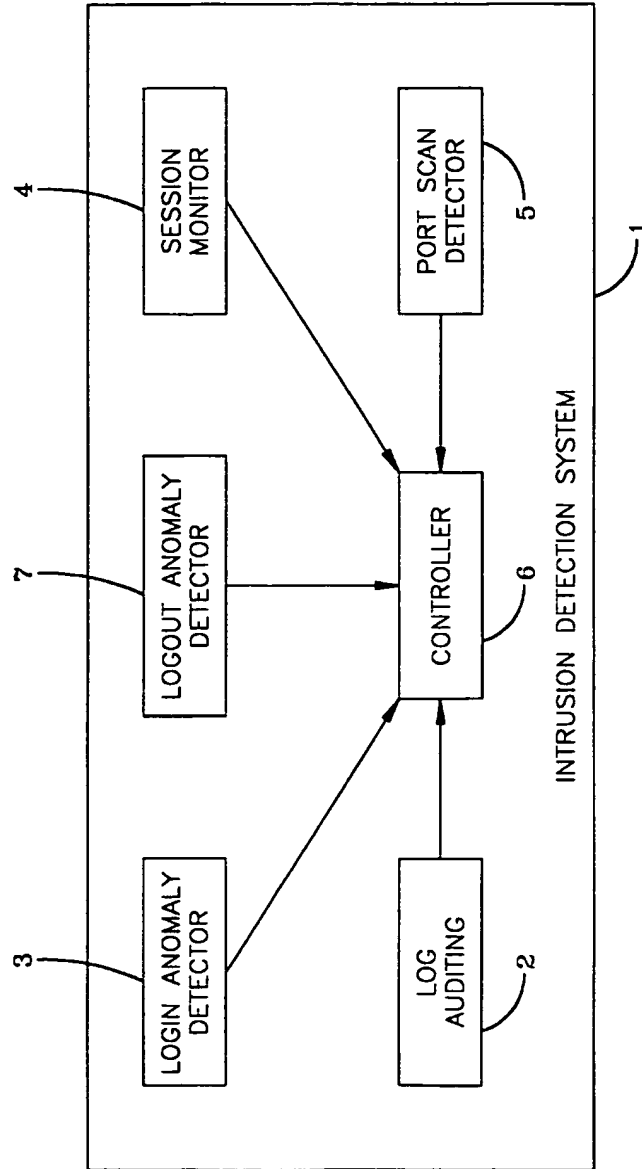 3
7
4
LOGIN ANOMALY
DETECTOR
LOGOUT ANOMALY
DETECTOR
SESSION
MONITOR
LOG
AUDITING
CONTROLLER
PORT SCAN
DETECTOR
2
6
5
INTRUSION DETECTION SYSTEM
1